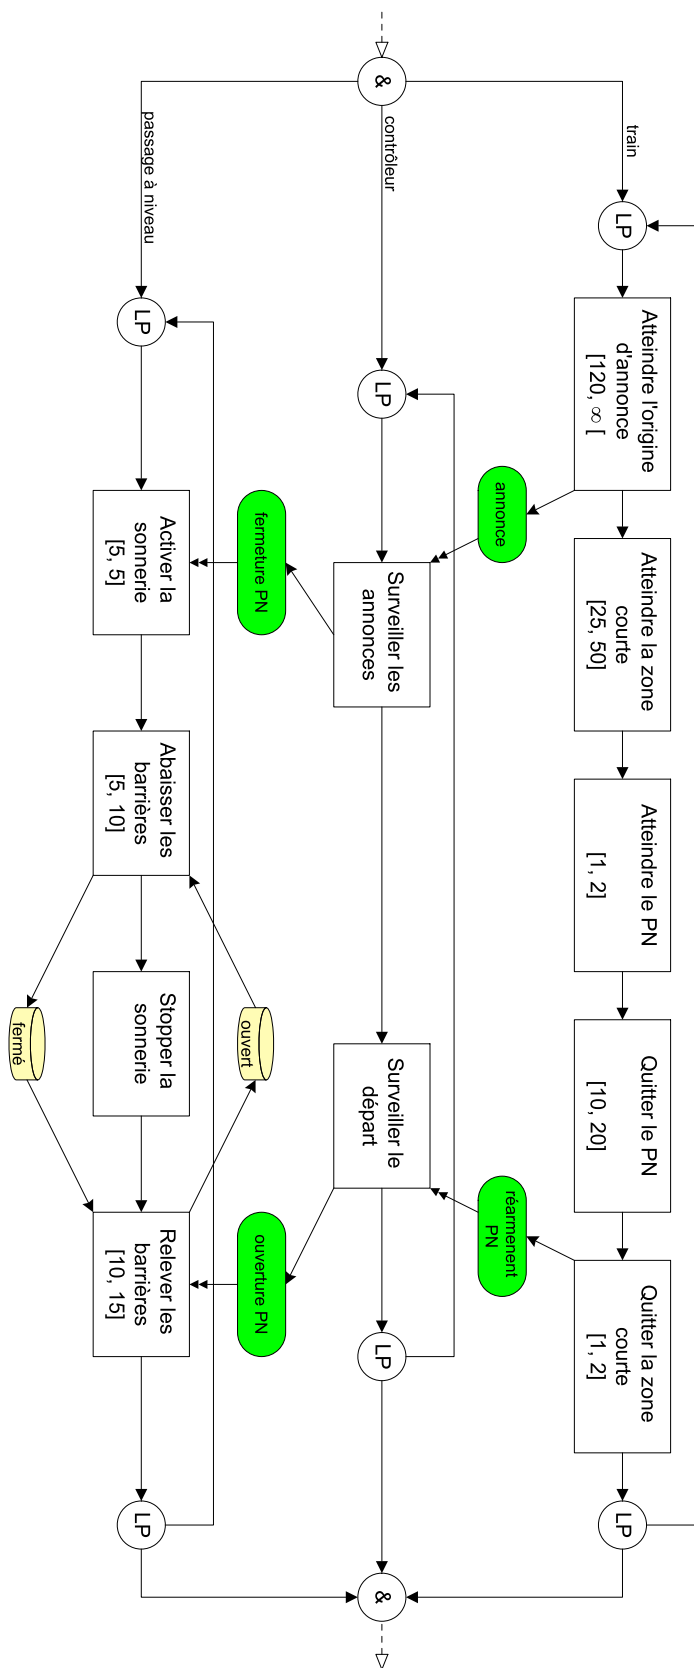 &
train
LP
Atteindre l'origine
d'annonce
[120, ∞ [
annonce
Atteindre la zone
courte
[25, 50]
Atteindre le PN
[1, 2]
Quitter le PN
[10, 20]
réarmenent
PN
Quitter la zone
courte
[1, 2]
LP
contrôleur
LP
Surveiller les
annonces
fermeture PN
Surveiller le
départ
ouverture PN
LP
&
passage à niveau
LP
Activer la
sonnerie
[5, 5]
Abaisser les
barrières
[5, 10]
ouvert
Stopper la
sonnerie
fermé
Relever les
barrières
[10, 15]
LP